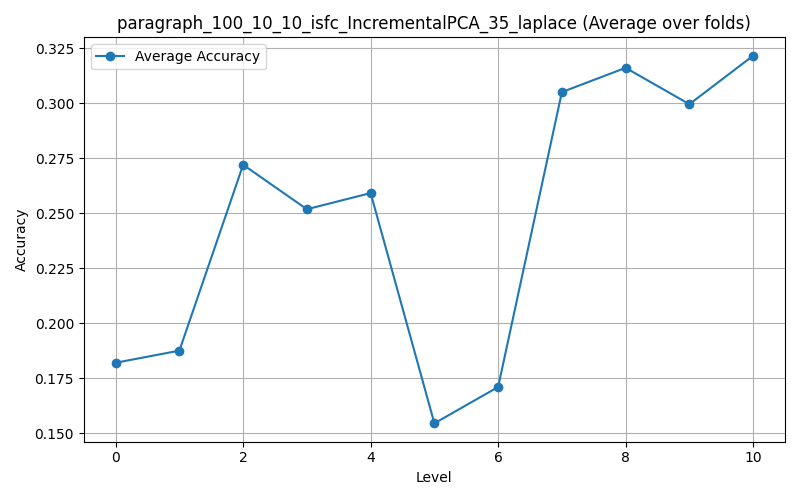 paragraph_100_10_10_isfc_IncrementalPCA_35_laplace (Average over folds)
Average Accuracy
0.325
0.300
0.275
0.250
0.225
0.200
0.175
0.150
Accuracy
0 2 4 6 8 10
Level